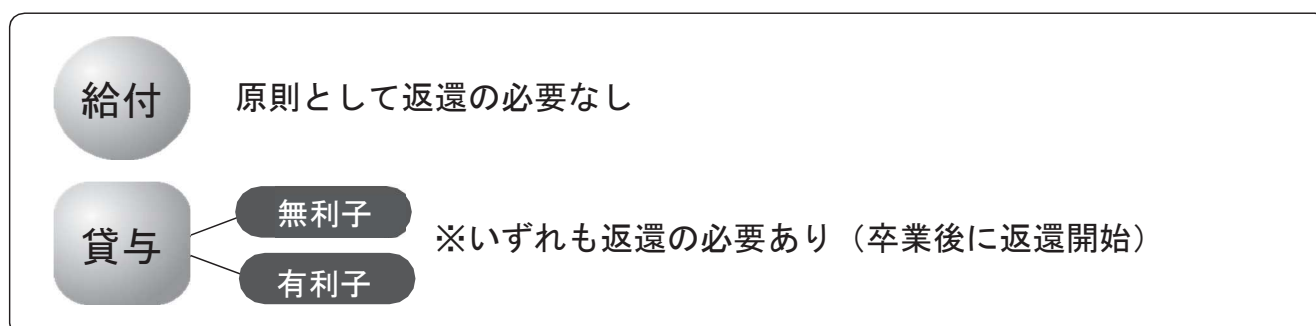 給付 原則として返還の必要なし
無利子
貸与 ※いずれも返還の必要あり（卒業後に返還開始）
有利子